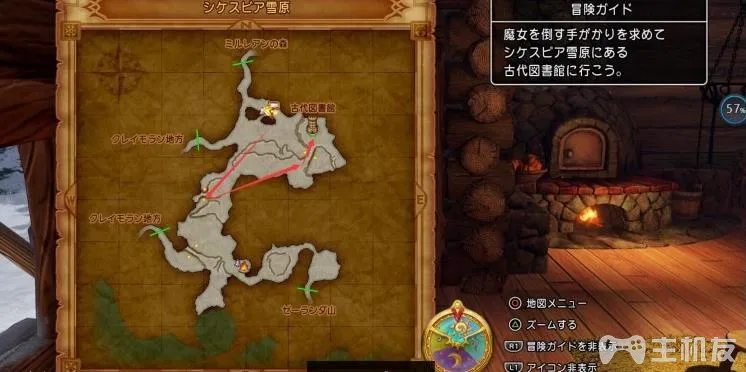 シケスピア雪原
N
ミルレアンの森
古代図書館
クレイモラン地方
W
E
クレイモラン地方
ゼーランダ山
冒険ガイド
魔女を倒す手がかりを求めて
シケスピア雪原にある
古代図書館に行こう。
57%
地図メニュー
ズームする
R1 冒険ガイドを非表示
L1 アイコン非表示
主机友